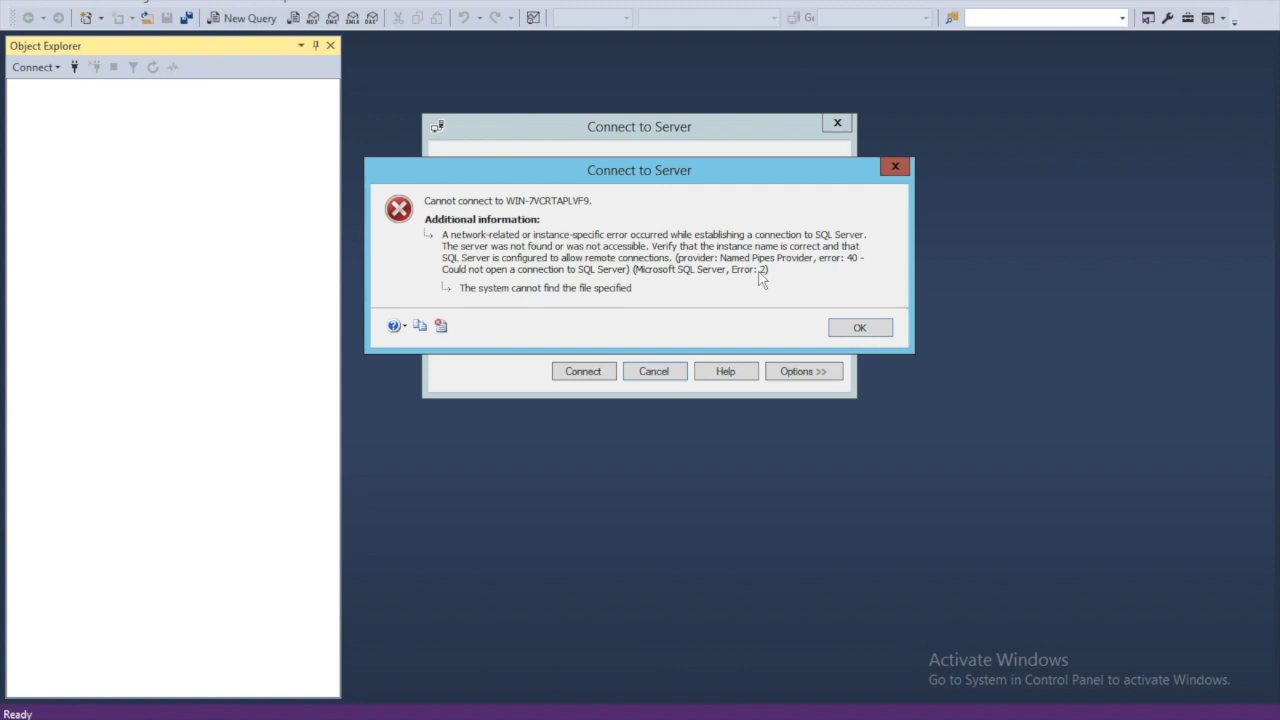 New Query
Object Explorer
Connect
Connect to Server
X
Connect to Server
X
Cannot connect to WIN-7VCRTAPLVF9.
Additional information:
A network-related or instance-specific error occurred while establishing a connection to SQL Server.
The server was not found or was not accessible. Verify that the instance name is correct and that
SQL Server is configured to allow remote connections. (provider: Named Pipes Provider, error: 40 -
Could not open a connection to SQL Server) (Microsoft SQL Server, Error: 2)
The system cannot find the file specified
OK
Connect
Cancel
Help
Options >>
Activate Windows
Go to System in Control Panel to activate Windows.
Ready